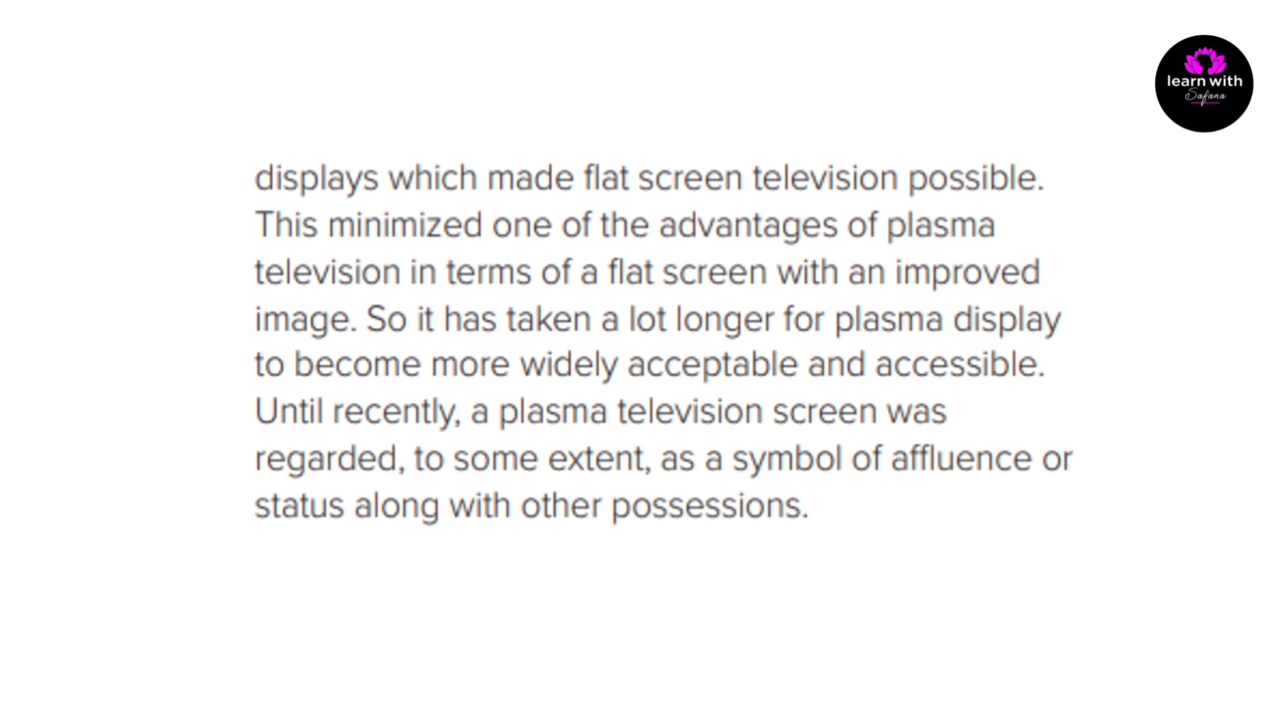 learn with
Safana
displays which made flat screen television possible.
This minimized one of the advantages of plasma
television in terms of a flat screen with an improved
image. So it has taken a lot longer for plasma display
to become more widely acceptable and accessible.
Until recently, a plasma television screen was
regarded, to some extent, as a symbol of affluence or
status along with other possessions.